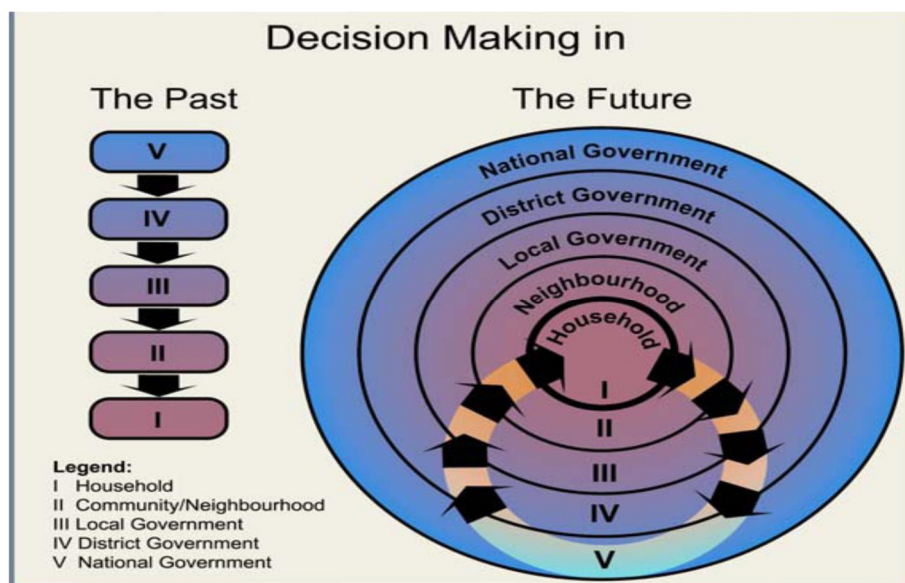 Decision Making in
The Past
The Future
V
IV
III
II
I
Legend:
I Household
II Community/Neighbourhood
III Local Government
IV District Government
V National Government
National Government
District Government
Local Government
Neighbourhood
Household
I
II
III
IV
V